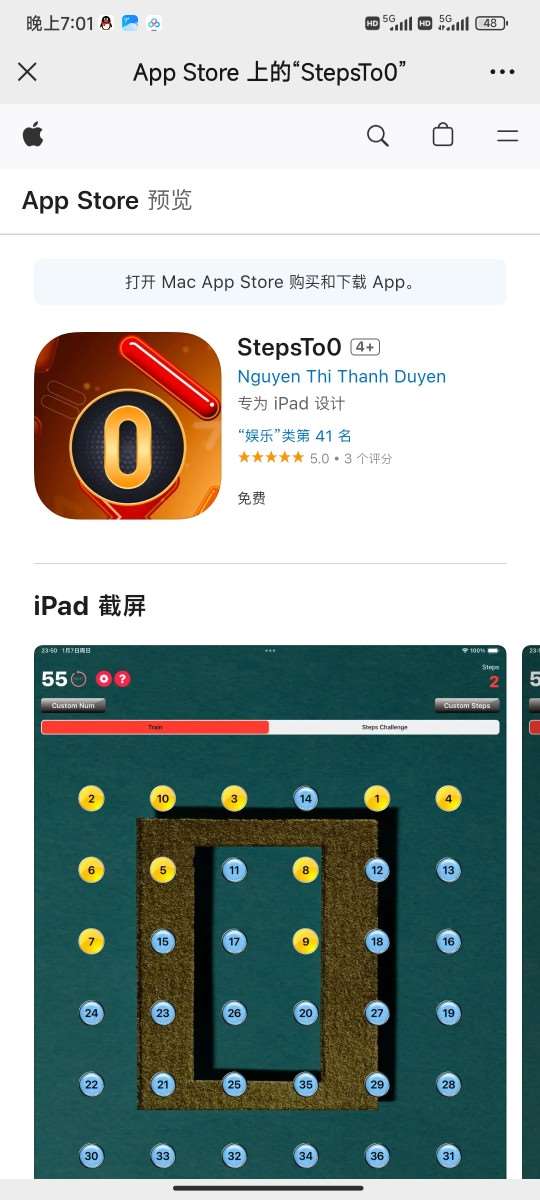 晚上7:01 HD 5G HD 5G 48
App Store 上的“StepsTo0”
App Store 预览
打开 Mac App Store 购买和下载 App。
0
StepsTo0 4+
Nguyen Thi Thanh Duyen
专为 iPad 设计
“娱乐”类第 41 名
★★★★★ 5.0 • 3 个评分
免费
iPad 截屏
23:50 1月7日周日 100%
55 ?
Steps
2
Custom Num Custom Steps
Train Steps Challenge
2 10 3 14 1 4
6 5 11 8 12 13
7 15 17 9 18 16
24 23 26 20 27 19
22 21 25 35 29 28
30 33 32 34 36 31